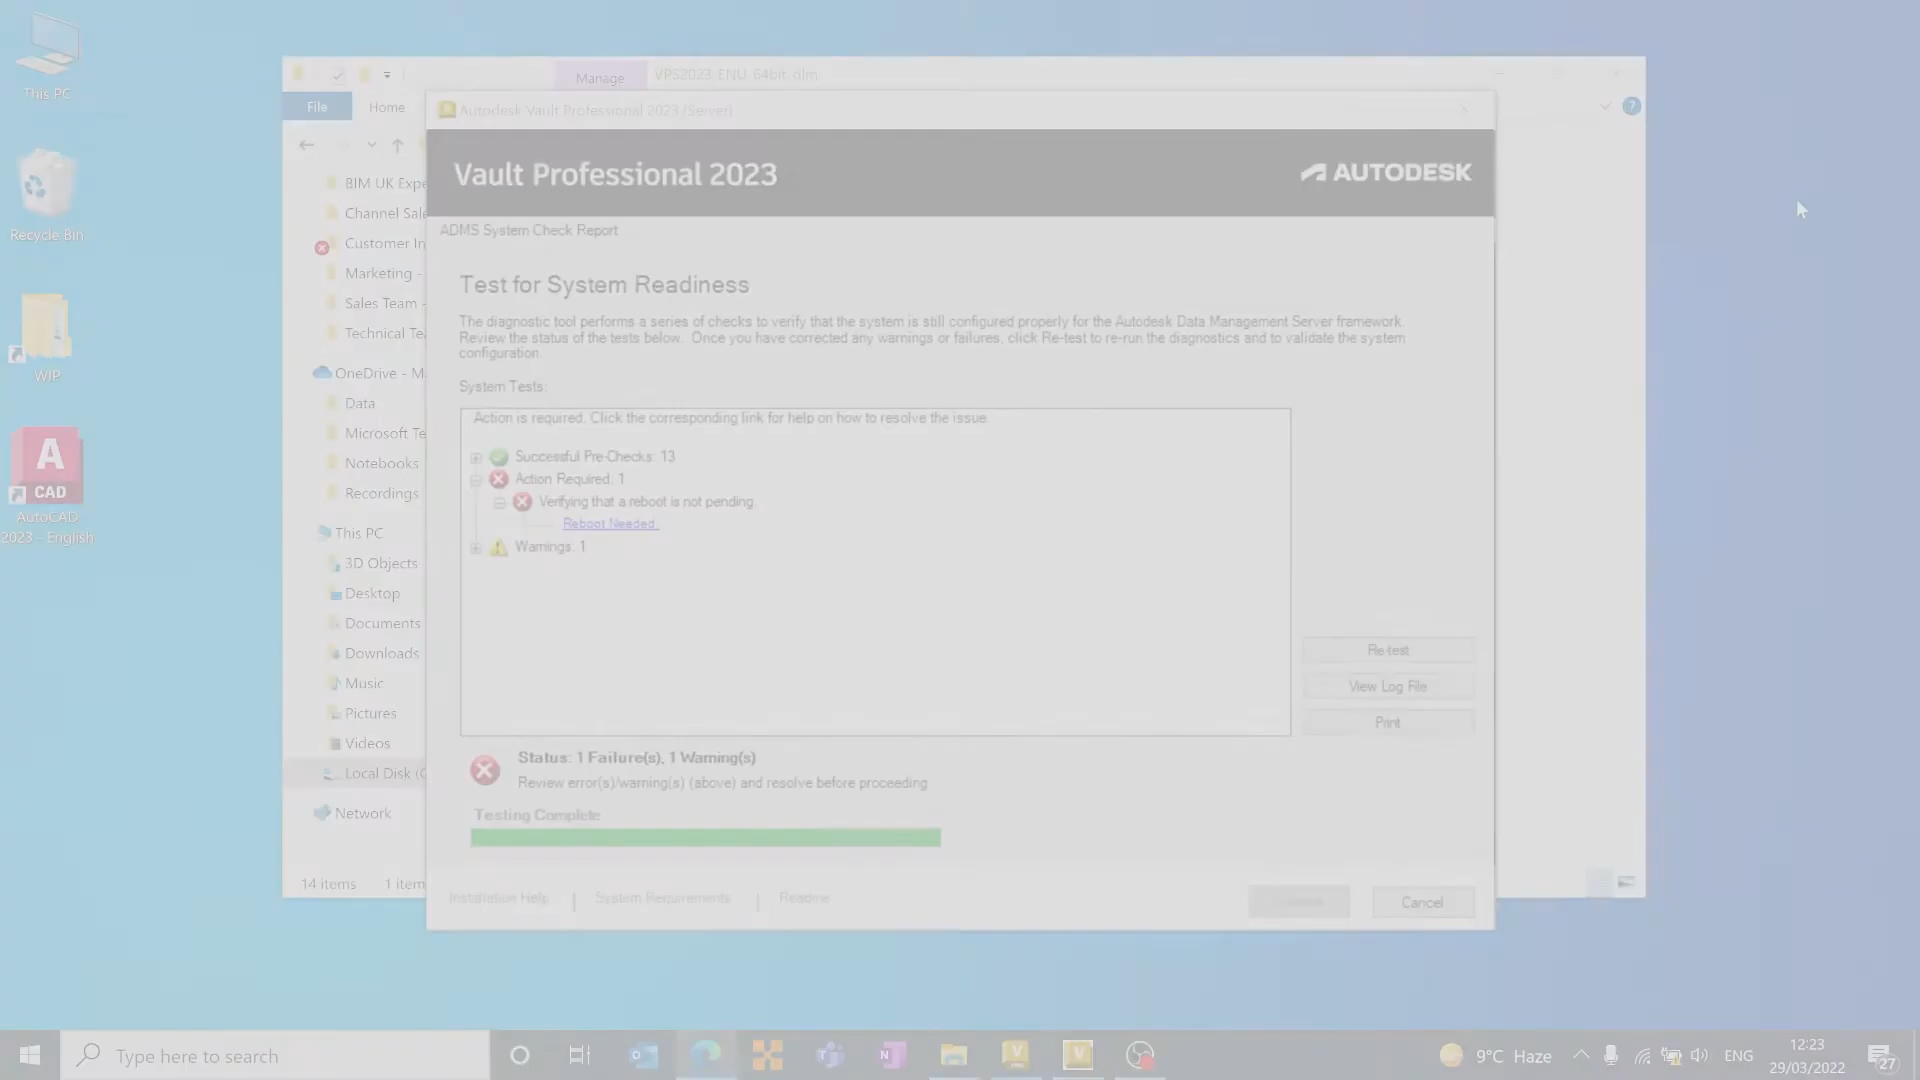 This PC
Recycle Bin
WIP
A
CAD
AutoCAD
2023 - English
Manage
VPS2023_ENU_64bit_dlm
File
Home
BIM UK Expe
Channel Sale
Customer In
Marketing -
Sales Team -
Technical Te
OneDrive - M
Data
Microsoft Te
Notebooks
Recordings
This PC
3D Objects
Desktop
Documents
Downloads
Music
Pictures
Videos
Local Disk (C
Network
14 items
1 item
Autodesk Vault Professional 2023 (Server)
Vault Professional 2023
AUTODESK
ADMS System Check Report
Test for System Readiness
The diagnostic tool performs a series of checks to verify that the system is still configured properly for the Autodesk Data Management Server framework.
Review the status of the tests below. Once you have corrected any warnings or failures, click Re-test to re-run the diagnostics and to validate the system
configuration.
System Tests:
Action is required. Click the corresponding link for help on how to resolve the issue.
Successful Pre-Checks: 13
Action Required: 1
Verifying that a reboot is not pending.
Reboot Needed.
Warnings: 1
Re-test
View Log File
Print
Status: 1 Failure(s), 1 Warning(s)
Review error(s)/warning(s) (above) and resolve before proceeding
Testing Complete
Installation Help | System Requirements | Readme
Cancel
Type here to search
9°C Haze
ENG
12:23
29/03/2022
27